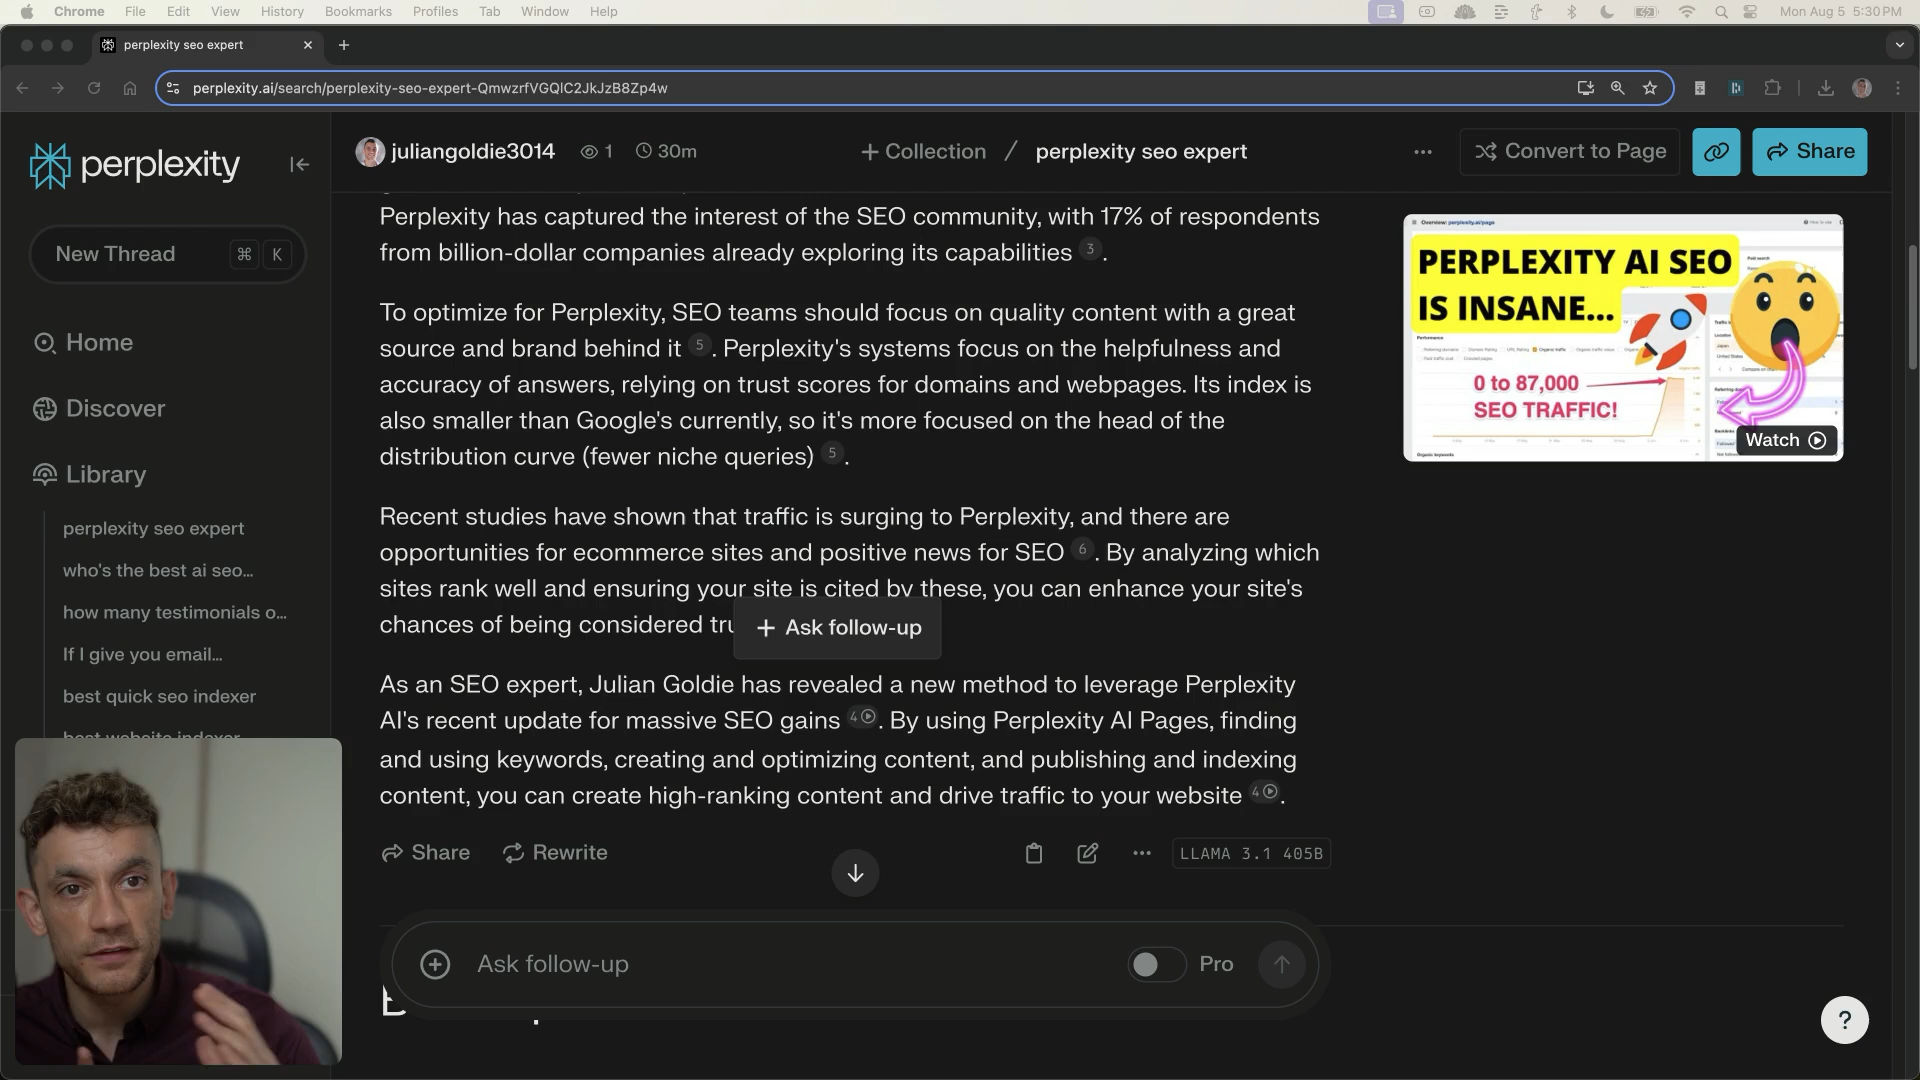 Chrome File Edit View History Bookmarks Profiles Tab Window Help Mon Aug 5 5:30 PM
perplexity seo expert
perplexity.ai/search/perplexity-seo-expert-QmwzrfVGQlC2JkJzB8Zp4w
perplexity
New Thread ⌘ K
Home
Discover
Library
perplexity seo expert
who's the best ai seo...
how many testimonials o...
If I give you email...
best quick seo indexer
best website indexer
juliangoldie3014 1 30m + Collection / perplexity seo expert ... Convert to Page Share
Perplexity has captured the interest of the SEO community, with 17% of respondents
from billion-dollar companies already exploring its capabilities 3 .
To optimize for Perplexity, SEO teams should focus on quality content with a great
source and brand behind it 5 . Perplexity's systems focus on the helpfulness and
accuracy of answers, relying on trust scores for domains and webpages. Its index is
also smaller than Google's currently, so it's more focused on the head of the
distribution curve (fewer niche queries) 5 .
Recent studies have shown that traffic is surging to Perplexity, and there are
opportunities for ecommerce sites and positive news for SEO 6 . By analyzing which
sites rank well and ensuring your site is cited by these, you can enhance your site's
chances of being considered
+ Ask follow-up
As an SEO expert, Julian Goldie has revealed a new method to leverage Perplexity
AI's recent update for massive SEO gains 4 . By using Perplexity AI Pages, finding
and using keywords, creating and optimizing content, and publishing and indexing
content, you can create high-ranking content and drive traffic to your website 4 .
Share Rewrite ... LLAMA 3.1 405B
Ask follow-up Pro
?
Overview: perplexity.ai/page
PERPLEXITY AI SEO
IS INSANE...
Performance
0 to 87,000
SEO TRAFFIC!
Watch
Organic keywords